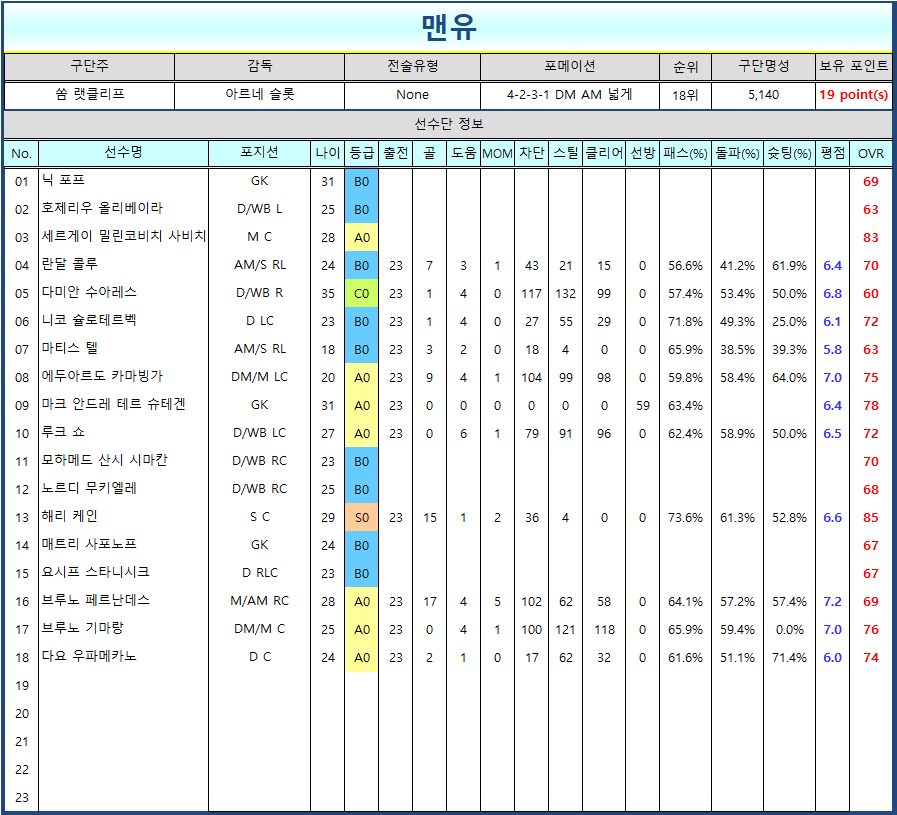 맨유
구단주 감독 전술유형 포메이션 순위 구단명성 보유 포인트
쏨 랫클리프 아르네 슬롯 None 4-2-3-1 DM AM 넓게 18위 5,140 19 point(s)
선수단 정보
No. 선수명 포지션 나이 등급 출전 골 도움 MOM 차단 스틸 클리어 선방 패스(%) 돌파(%) 슛팅(%) 평점 OVR
01 닉 포프 GK 31 B0 69
02 호제리우 올리베이라 D/WB L 25 B0 63
03 세르게이 밀린코비치 사비치 M C 28 A0 83
04 란달 콜루 AM/S RL 24 B0 23 7 3 1 43 21 15 0 56.6% 41.2% 61.9% 6.4 70
05 다미안 수아레스 D/WB R 35 C0 23 1 4 0 117 132 99 0 57.4% 53.4% 50.0% 6.8 60
06 니코 슐로테르벡 D LC 23 B0 23 1 4 0 27 55 29 0 71.8% 49.3% 25.0% 6.1 72
07 마티스 텔 AM/S RL 18 B0 23 3 2 0 18 4 0 0 65.9% 38.5% 39.3% 5.8 63
08 에두아르도 카마빙가 DM/M LC 20 A0 23 9 4 1 104 99 98 0 59.8% 58.4% 64.0% 7.0 75
09 마크 안드레 테르 슈테겐 GK 31 A0 23 0 0 0 0 0 0 59 63.4% 6.4 78
10 루크 쇼 D/WB LC 27 A0 23 0 6 1 79 91 96 0 62.4% 58.9% 50.0% 6.5 72
11 모하메드 산시 시마칸 D/WB RC 23 B0 70
12 노르디 무키엘레 D/WB RC 25 B0 68
13 해리 케인 S C 29 S0 23 15 1 2 36 4 0 0 73.6% 61.3% 52.8% 6.6 85
14 매트리 사포노프 GK 24 B0 67
15 요시프 스타니시크 D RLC 23 B0 67
16 브루노 페르난데스 M/AM RC 28 A0 23 17 4 5 102 62 58 0 64.1% 57.2% 57.4% 7.2 69
17 브루노 기마랑 DM/M C 25 A0 23 0 4 1 100 121 118 0 65.9% 59.4% 0.0% 7.0 76
18 다요 우파메카노 D C 24 A0 23 2 1 0 17 62 32 0 61.6% 51.1% 71.4% 6.0 74
19
20
21
22
23